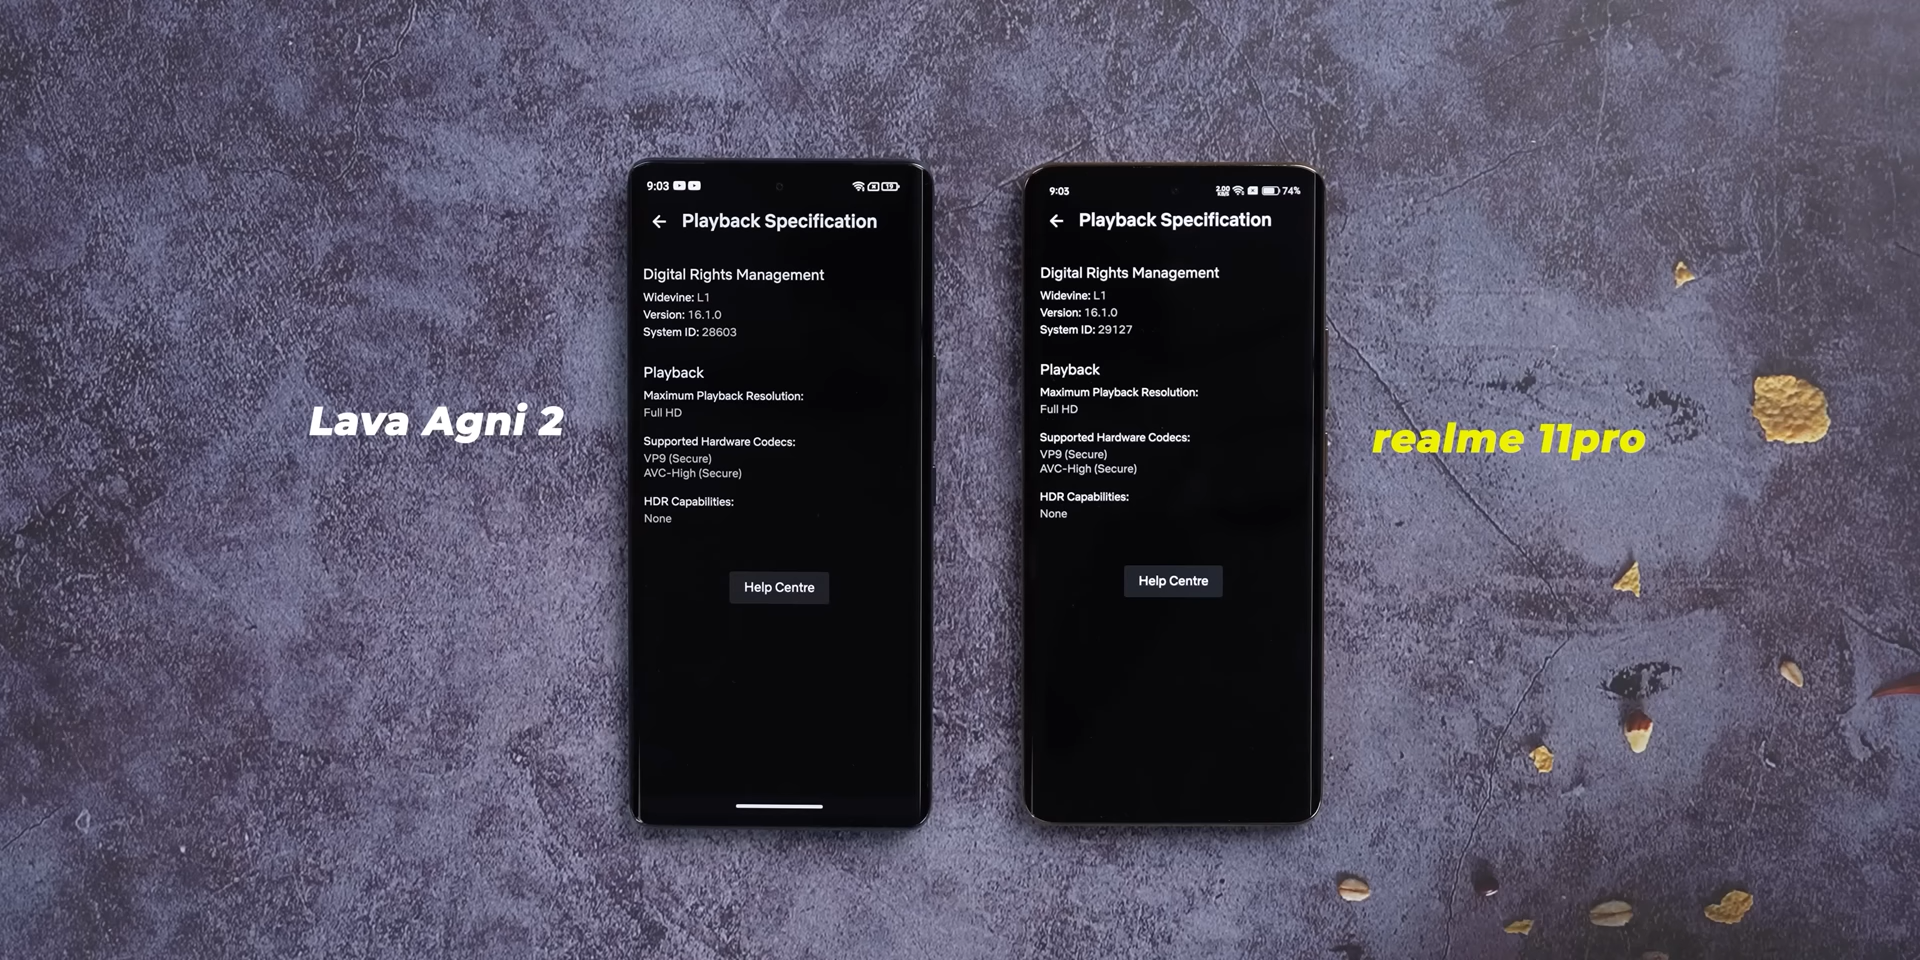 Lava Agni 2
9:03
19
Playback Specification
Digital Rights Management
Widevine: L1
Version: 16.1.0
System ID: 28603
Playback
Maximum Playback Resolution:
Full HD
Supported Hardware Codecs:
VP9 (Secure)
AVC-High (Secure)
HDR Capabilities:
None
Help Centre
9:03
2.00 KB/S 74%
Playback Specification
Digital Rights Management
Widevine: L1
Version: 16.1.0
System ID: 29127
Playback
Maximum Playback Resolution:
Full HD
Supported Hardware Codecs:
VP9 (Secure)
AVC-High (Secure)
HDR Capabilities:
None
Help Centre
realme 11pro